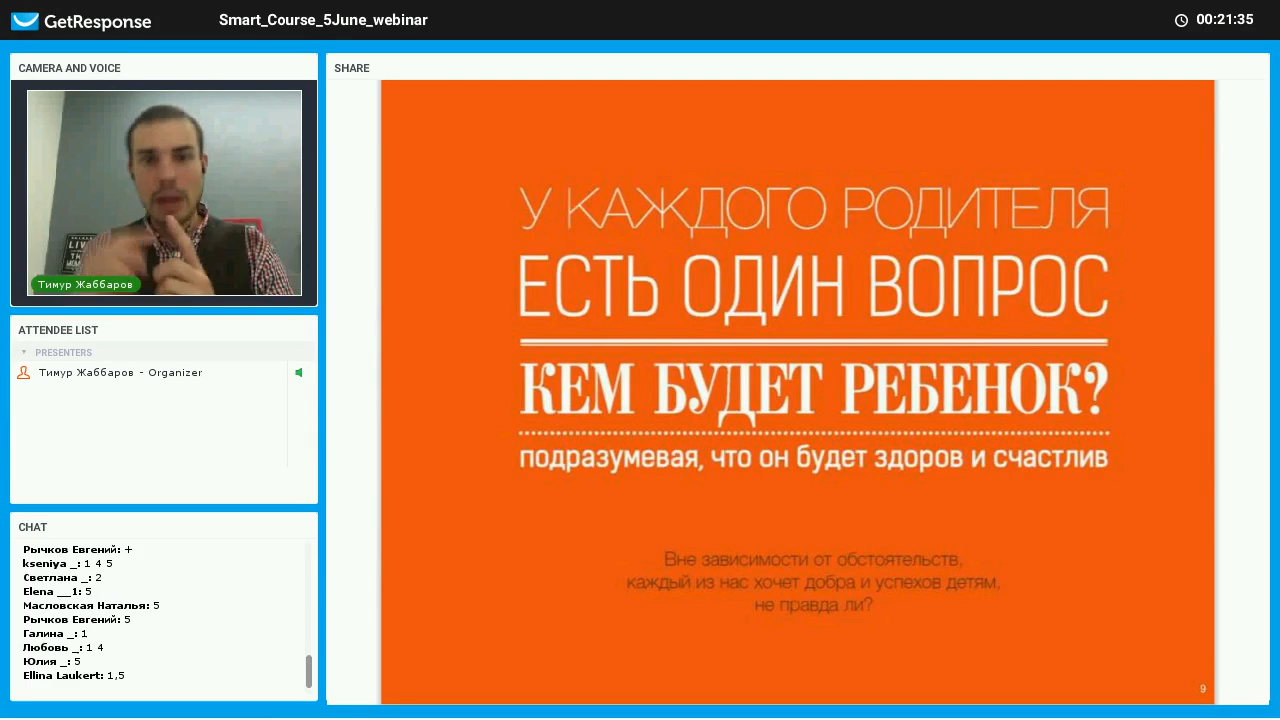 GetResponse
Smart_Course_5June_webinar
00:21:35
CAMERA AND VOICE
Тимур Жаббаров
ATTENDEE LIST
PRESENTERS
Тимур Жаббаров - Organizer
CHAT
Рычков Евгений: +
kseniya _: 1 4 5
Светлана _: 2
Elena __1: 5
Масловская Наталья: 5
Рычков Евгений: 5
Галина _: 1
Любовь _: 1 4
Юлия _: 5
Ellina Laukert: 1,5
SHARE
У КАЖДОГО РОДИТЕЛЯ
ЕСТЬ ОДИН ВОПРОС
КЕМ БУДЕТ РЕБЕНОК?
подразумевая, что он будет здоров и счастлив
Вне зависимости от обстоятельств,
каждый из нас хочет добра и успехов детям,
не правда ли?
9